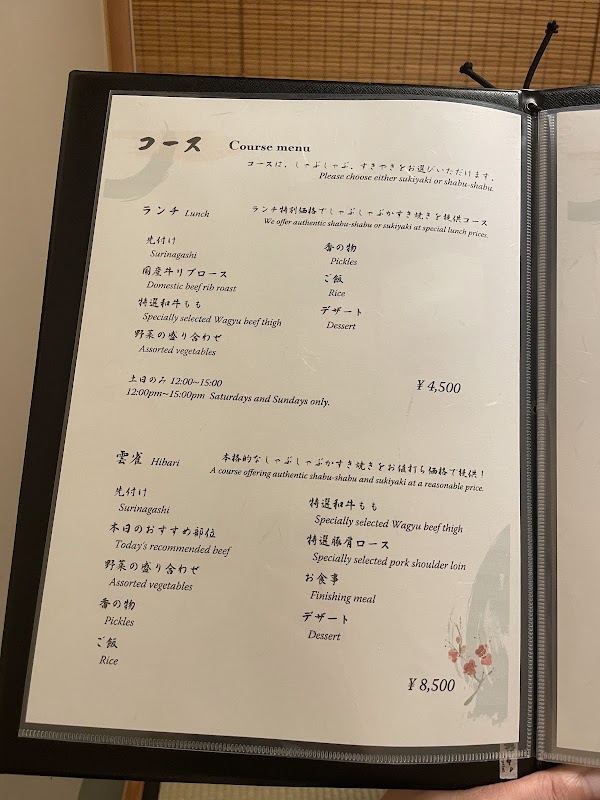 コース Course menu
コースは、しゃぶしゃぶ、すきやきをお選びいただけます。
Please choose either sukiyaki or shabu-shabu.
ランチ Lunch
ランチ特別価格でしゃぶしゃぶかすき焼きを提供コース
We offer authentic shabu-shabu or sukiyaki at special lunch prices.
先付け
Surinagashi
国産牛リブロース
Domestic beef rib roast
特選和牛もも
Specially selected Wagyu beef thigh
野菜の盛り合わせ
Assorted vegetables
香の物
Pickles
ご飯
Rice
デザート
Dessert
土日のみ 12:00~15:00
12:00pm~15:00pm Saturdays and Sundays only.
¥ 4,500
雲雀 Hibari
本格的なしゃぶしゃぶかすき焼きをお値打ち価格で提供！
A course offering authentic shabu-shabu and sukiyaki at a reasonable price.
先付け
Surinagashi
本日のおすすめ部位
Today's recommended beef
野菜の盛り合わせ
Assorted vegetables
香の物
Pickles
ご飯
Rice
特選和牛もも
Specially selected Wagyu beef thigh
特選豚肩ロース
Specially selected pork shoulder loin
お食事
Finishing meal
デザート
Dessert
¥ 8,500